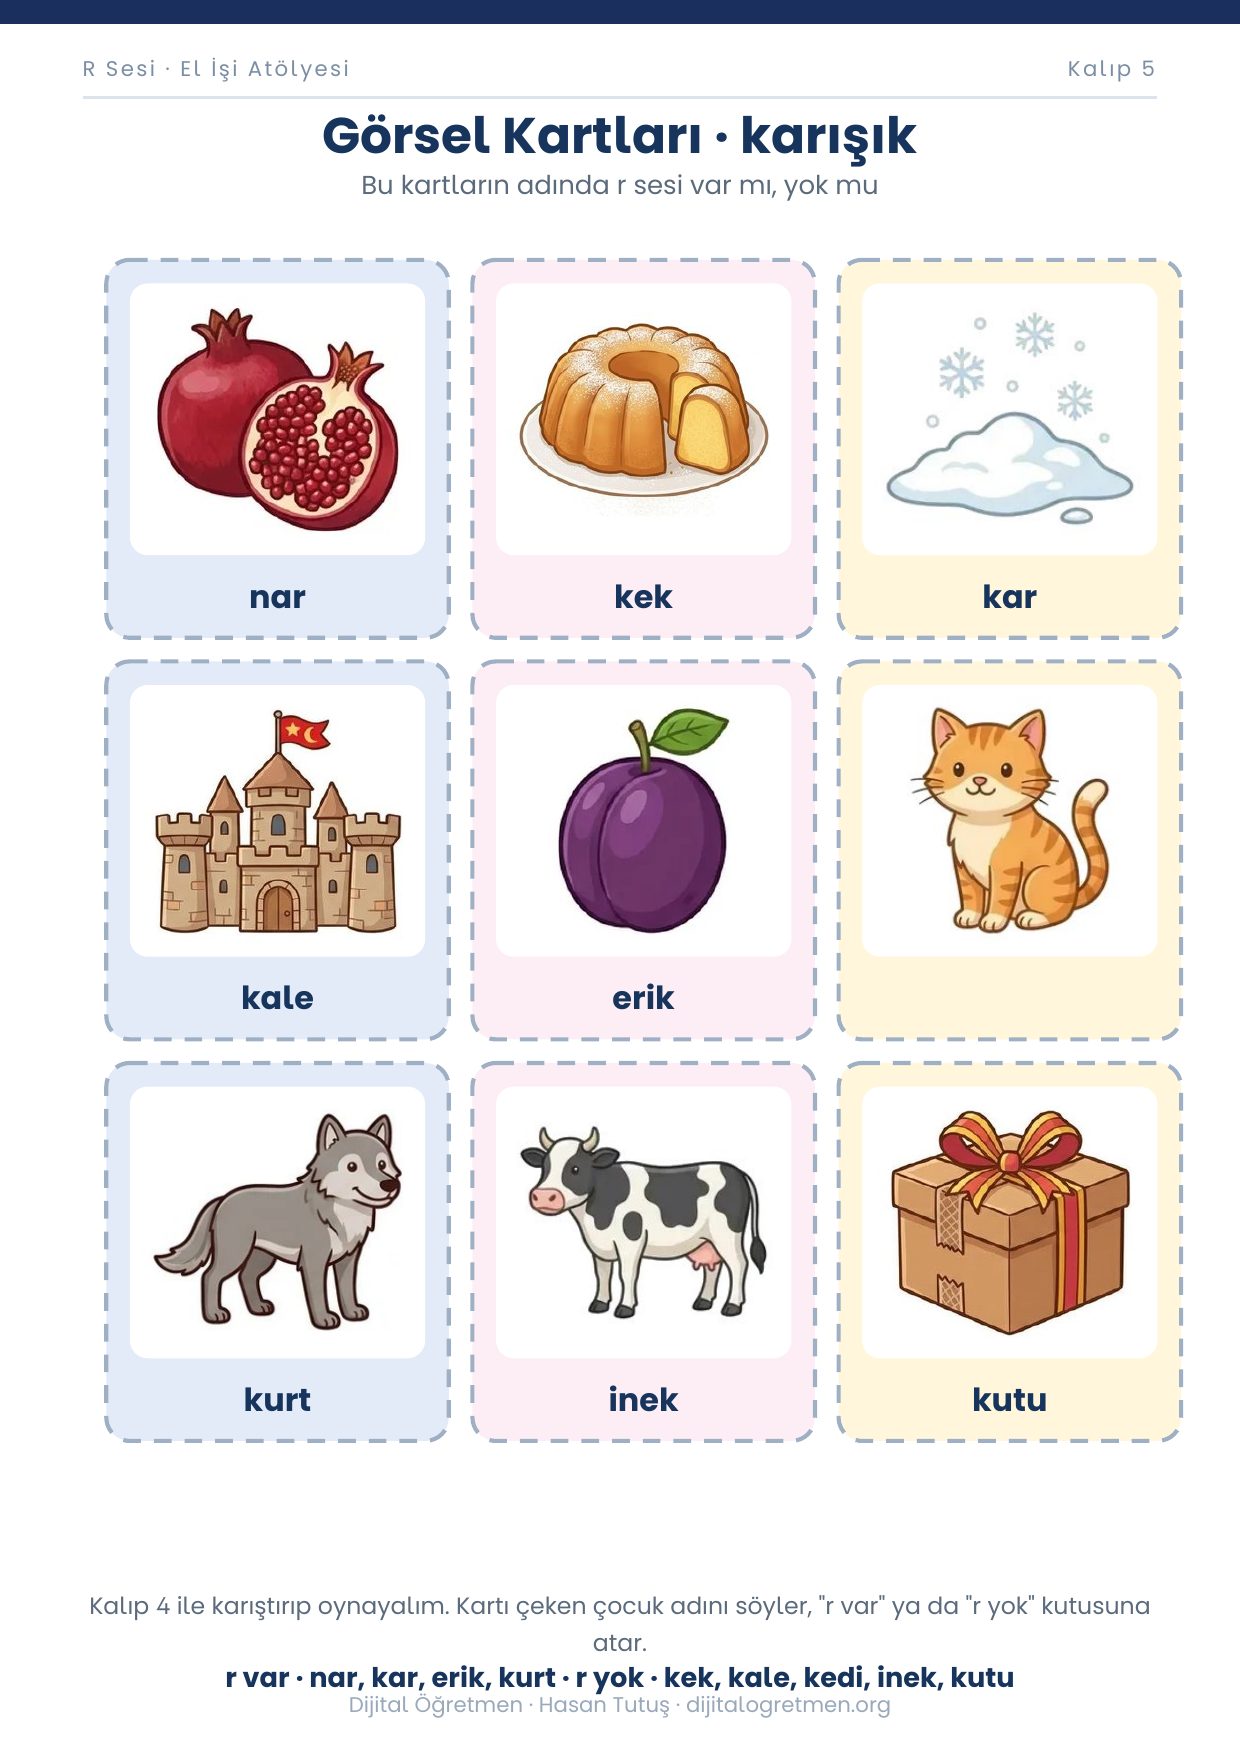 R Sesi · El İşi Atölyesi
Kalıp 5
Görsel Kartları · karışık
Bu kartların adında r sesi var mı, yok mu
nar
kek
kar
kale
erik
kurt
inek
kutu
Kalıp 4 ile karıştırıp oynayalım. Kartı çeken çocuk adını söyler, "r var" ya da "r yok" kutusuna
atar.
r var · nar, kar, erik, kurt · r yok · kek, kale, kedi, inek, kutu
Dijital Öğretmen · Hasan Tutuş · dijitalogretmen.org